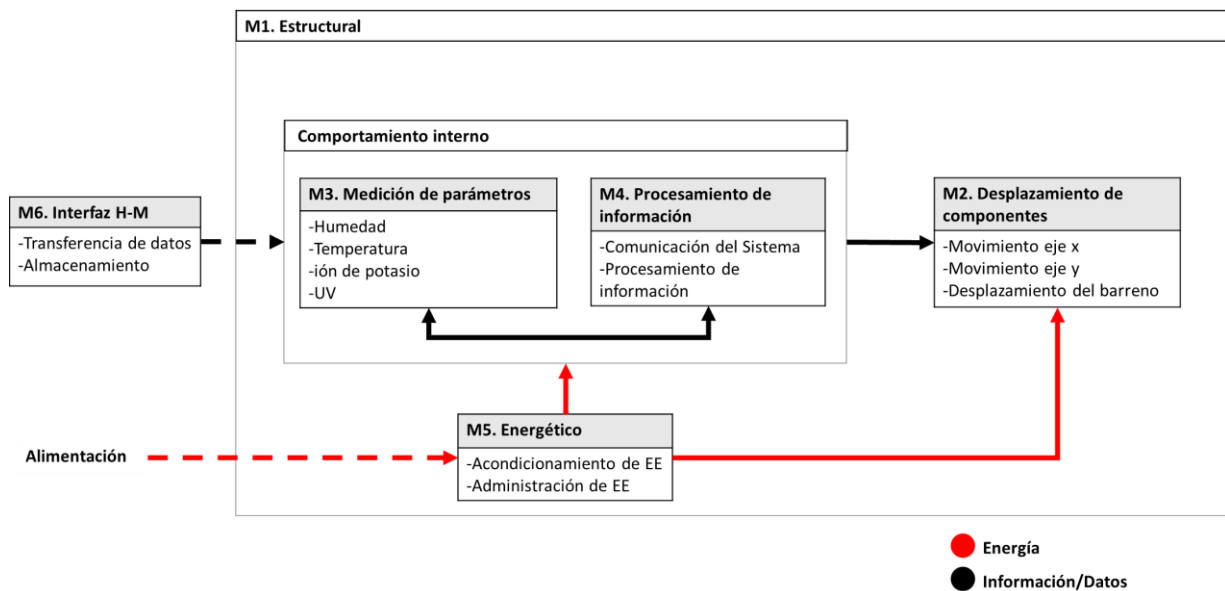 M1. Estructural
Comportamiento interno
M6. Interfaz H-M
-Transferencia de datos
-Almacenamiento
M3. Medición de parámetros
-Humedad
-Temperatura
-ión de potasio
-UV
M4. Procesamiento de
información
-Comunicación del Sistema
-Procesamiento de
información
M2. Desplazamiento de
componentes
-Movimiento eje x
-Movimiento eje y
-Desplazamiento del barreno
Alimentación
M5. Energético
-Acondicionamiento de EE
-Administración de EE
Energía
Información/Datos